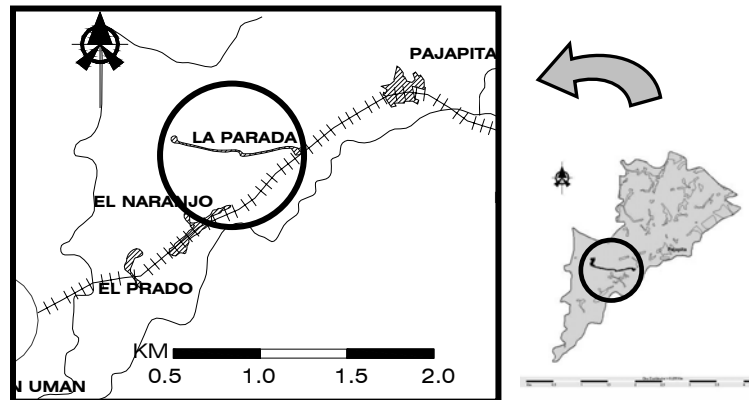 PAJAPITA
LA PARADA
EL NARANJO
EL PRADO
KM
0.5 1.0 1.5 2.0
N UMAN
Pajapita